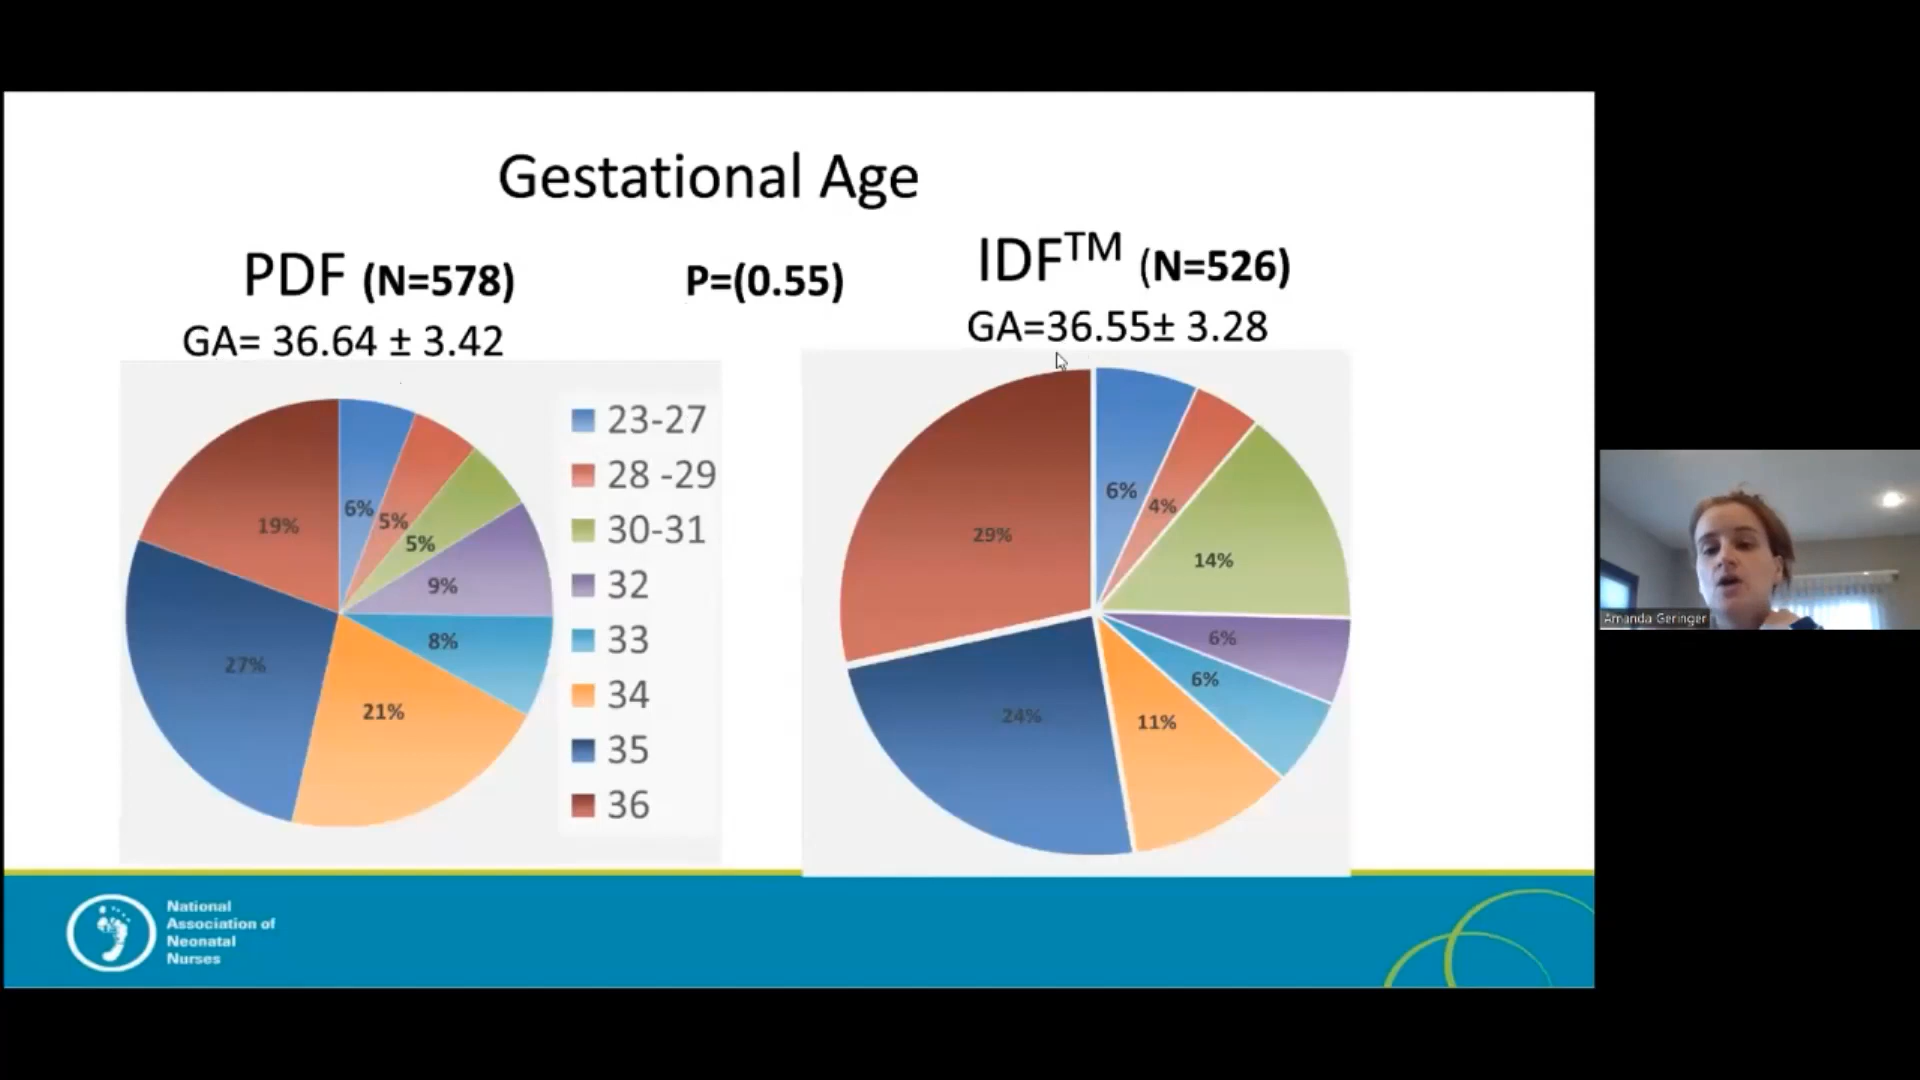 Gestational Age
PDF (N=578)
P=(0.55)
IDF™ (N=526)
GA= 36.64 ± 3.42
GA=36.55± 3.28
6%
5%
5%
9%
8%
21%
27%
19%
23-27
28 -29
30-31
32
33
34
35
36
6%
4%
14%
6%
6%
11%
24%
29%
National
Association of
Neonatal
Nurses
Amanda Geringer